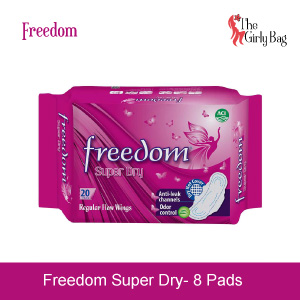 Freedom
The
Girly Bag
freedom
Super Dry
20
Regular Flow Wings
Anti-leak
channels
Odor
control
Freedom Super Dry- 8 Pads